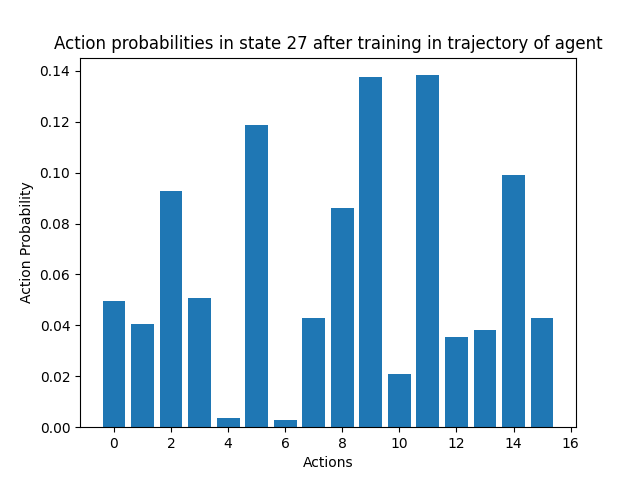 Action probabilities in state 27 after training in trajectory of agent
0.14
0.12
0.10
0.08
0.06
0.04
0.02
0.00
Action Probability
0 2 4 6 8 10 12 14 16
Actions